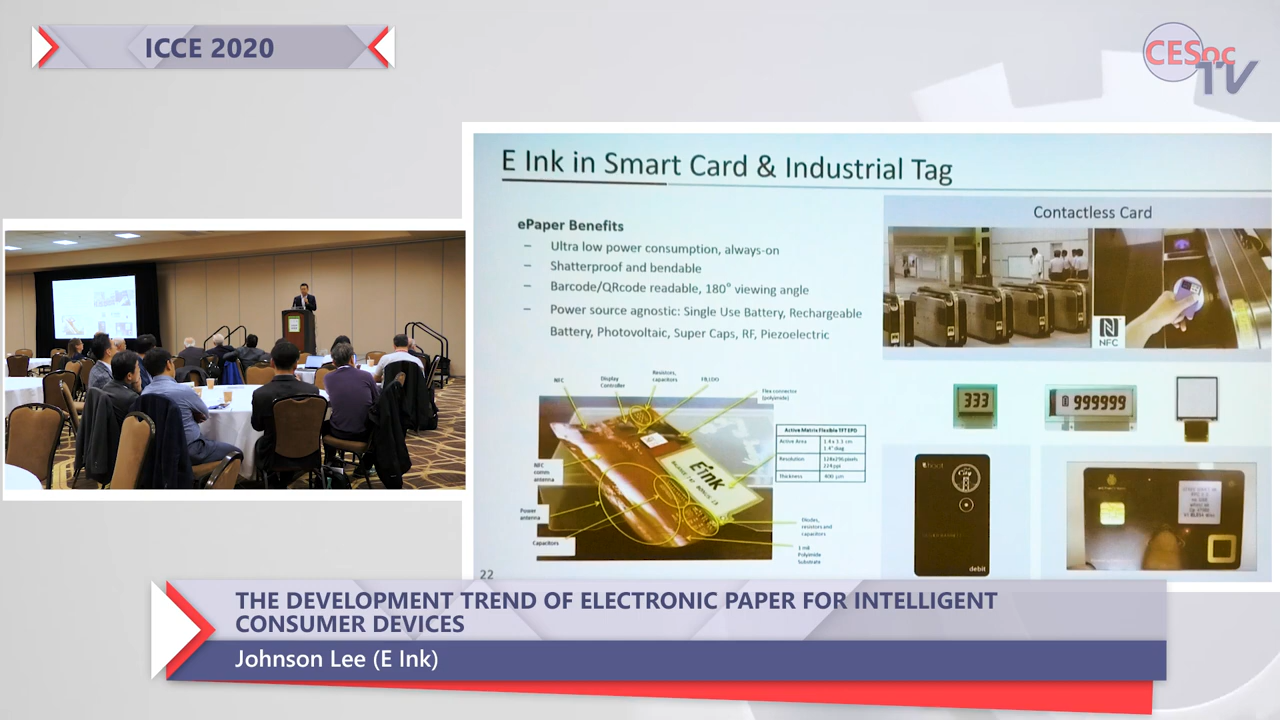 ICCE 2020
CESoc
TV
E Ink in Smart Card & Industrial Tag
ePaper Benefits
– Ultra low power consumption, always-on
– Shatterproof and bendable
– Barcode/QRcode readable, 180° viewing angle
– Power source agnostic: Single Use Battery, Rechargeable
Battery, Photovoltaic, Super Caps, RF, Piezoelectric
Contactless Card
NFC
NFC
Display
Controller
Resistors,
capacitors
Flex connector
(polyimide)
Active Matrix Flexible TFT EPD
Active Area
Resolution
Thickness
NFC
comm
antenna
Power
antenna
Capacitors
Eink
Diodes,
resistors and
capacitors
1 mil
Polyimide
Substrate
333
999999
City
debit
22
THE DEVELOPMENT TREND OF ELECTRONIC PAPER FOR INTELLIGENT
CONSUMER DEVICES
Johnson Lee (E Ink)